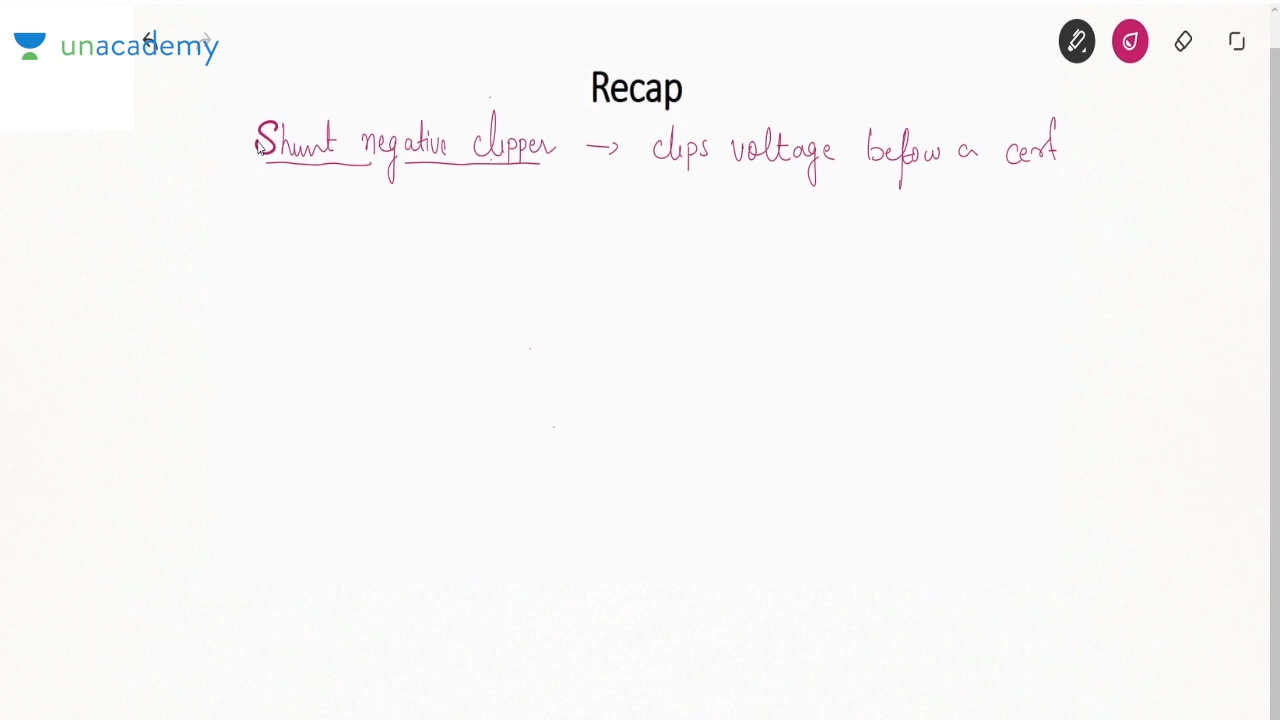 unacademy
Recap
Shunt negative clipper → clips voltage below a cert